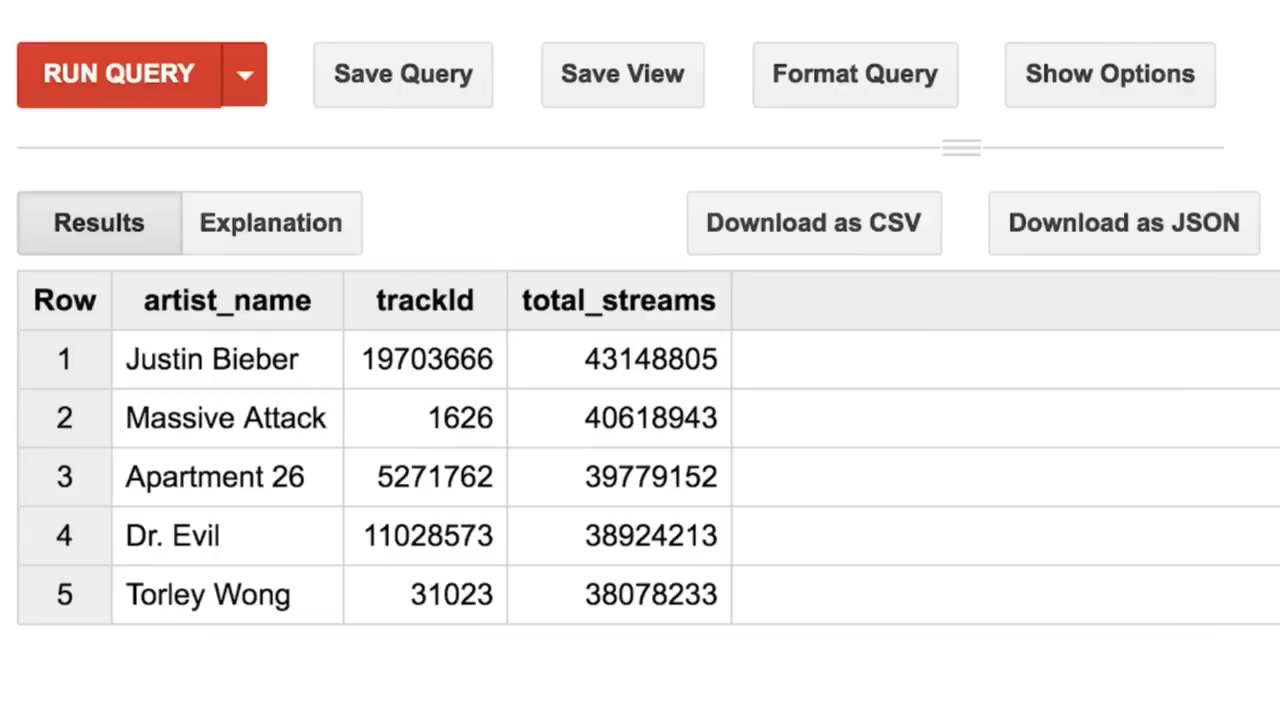 RUN QUERY Save Query Save View Format Query Show Options
Results Explanation Download as CSV Download as JSON
Row artist_name trackId total_streams
1 Justin Bieber 19703666 43148805
2 Massive Attack 1626 40618943
3 Apartment 26 5271762 39779152
4 Dr. Evil 11028573 38924213
5 Torley Wong 31023 38078233